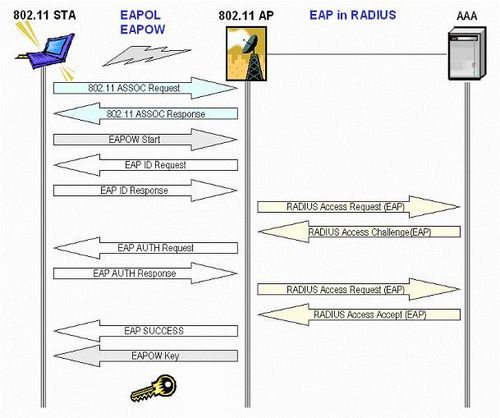 802.11 STA
EAPOL
EAPOW
802.11 AP
EAP in RADIUS
AAA
802.11 ASSOC Request
802.11 ASSOC Response
EAPOW Start
EAP ID Request
EAP ID Response
RADIUS Access Request (EAP)
RADIUS Access Challenge(EAP)
EAP AUTH Request
EAP AUTH Response
RADIUS Access Request (EAP)
RADIUS Access Accept (EAP)
EAP SUCCESS
EAPOW Key